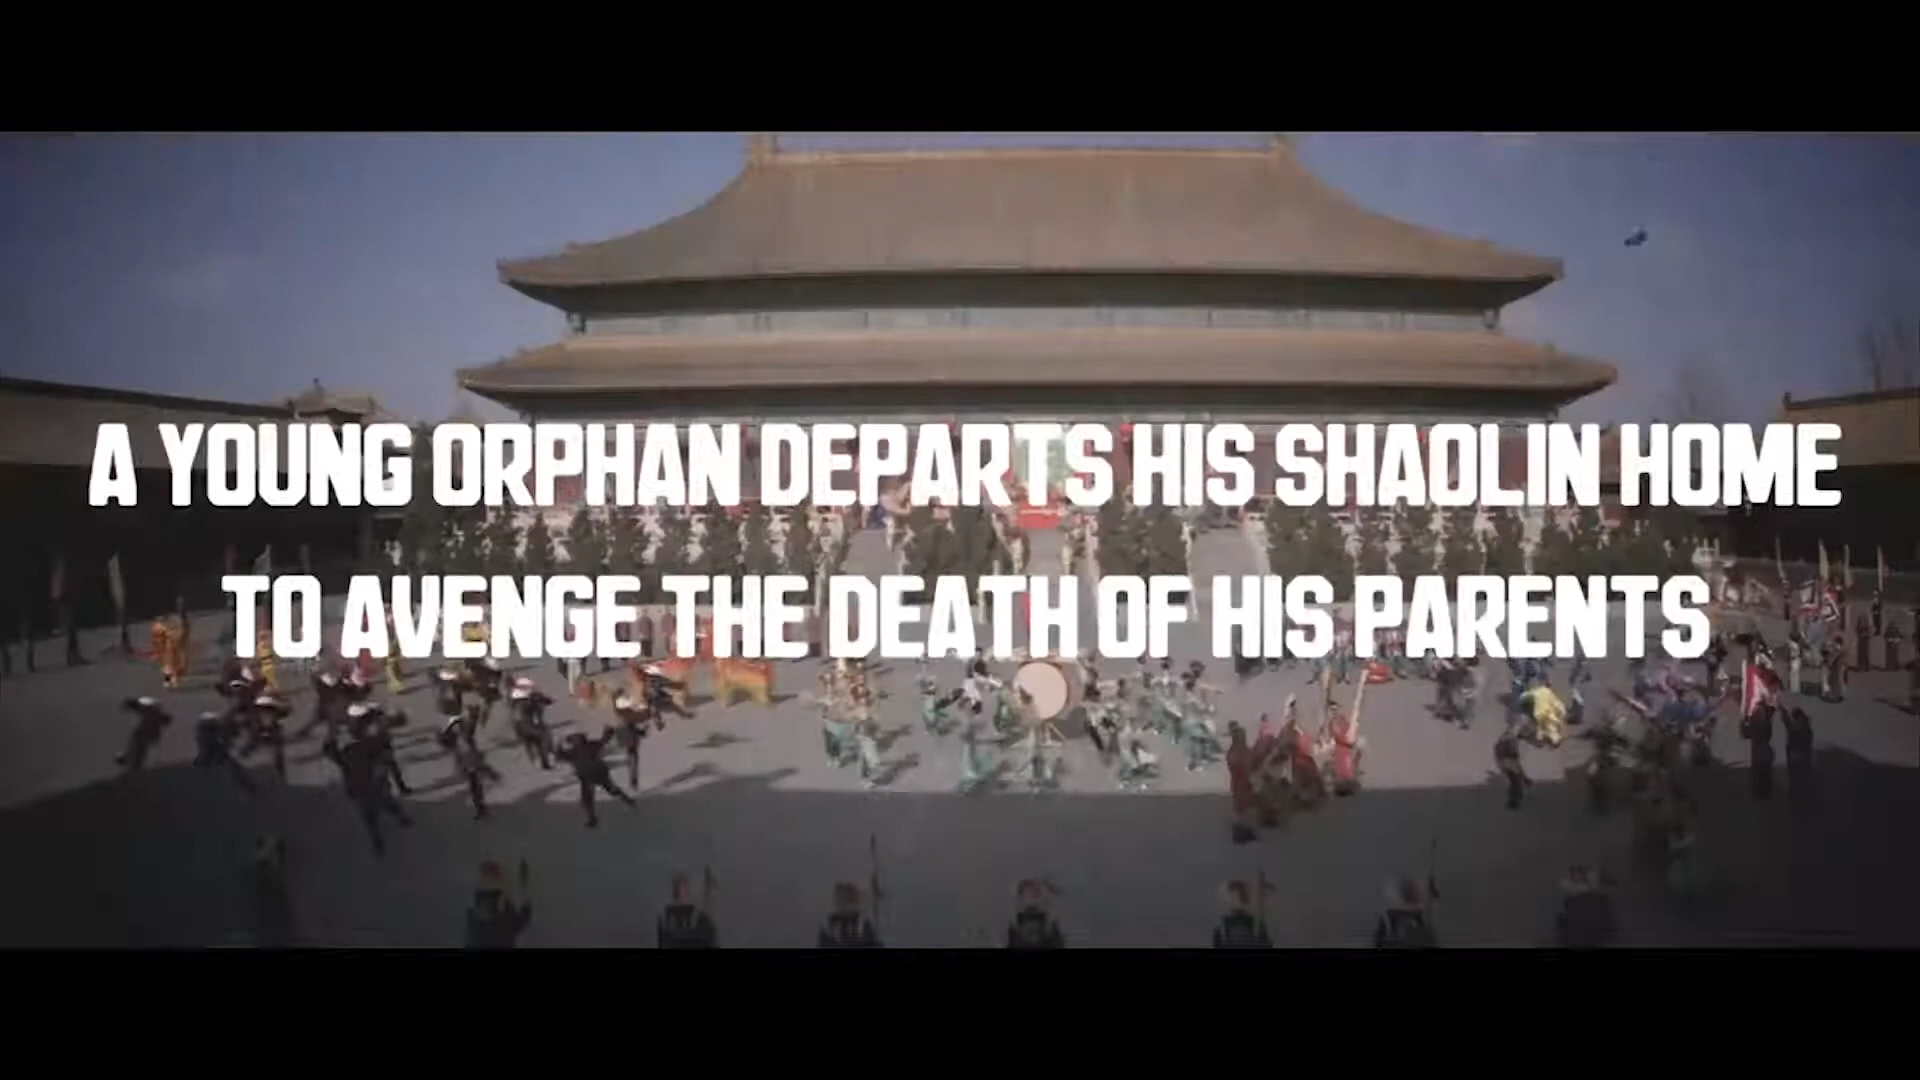 A YOUNG ORPHAN DEPARTS HIS SHAOLIN HOME
TO AVENGE THE DEATH OF HIS PARENTS